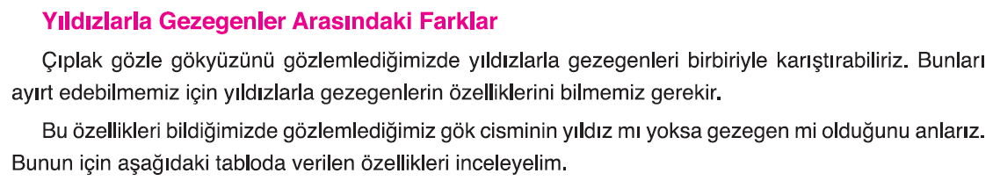 Yıldızlarla Gezegenler Arasındaki Farklar
Çıplak gözle gökyüzünü gözlemlediğimizde yıldızlarla gezegenleri birbiriyle karıştırabiliriz. Bunları
ayırt edebilmemiz için yıldızlarla gezegenlerin özelliklerini bilmemiz gerekir.
Bu özellikleri bildiğimizde gözlemlediğimiz gök cisminin yıldız mı yoksa gezegen mi olduğunu anlarız.
Bunun için aşağıdaki tabloda verilen özellikleri inceleyelim.